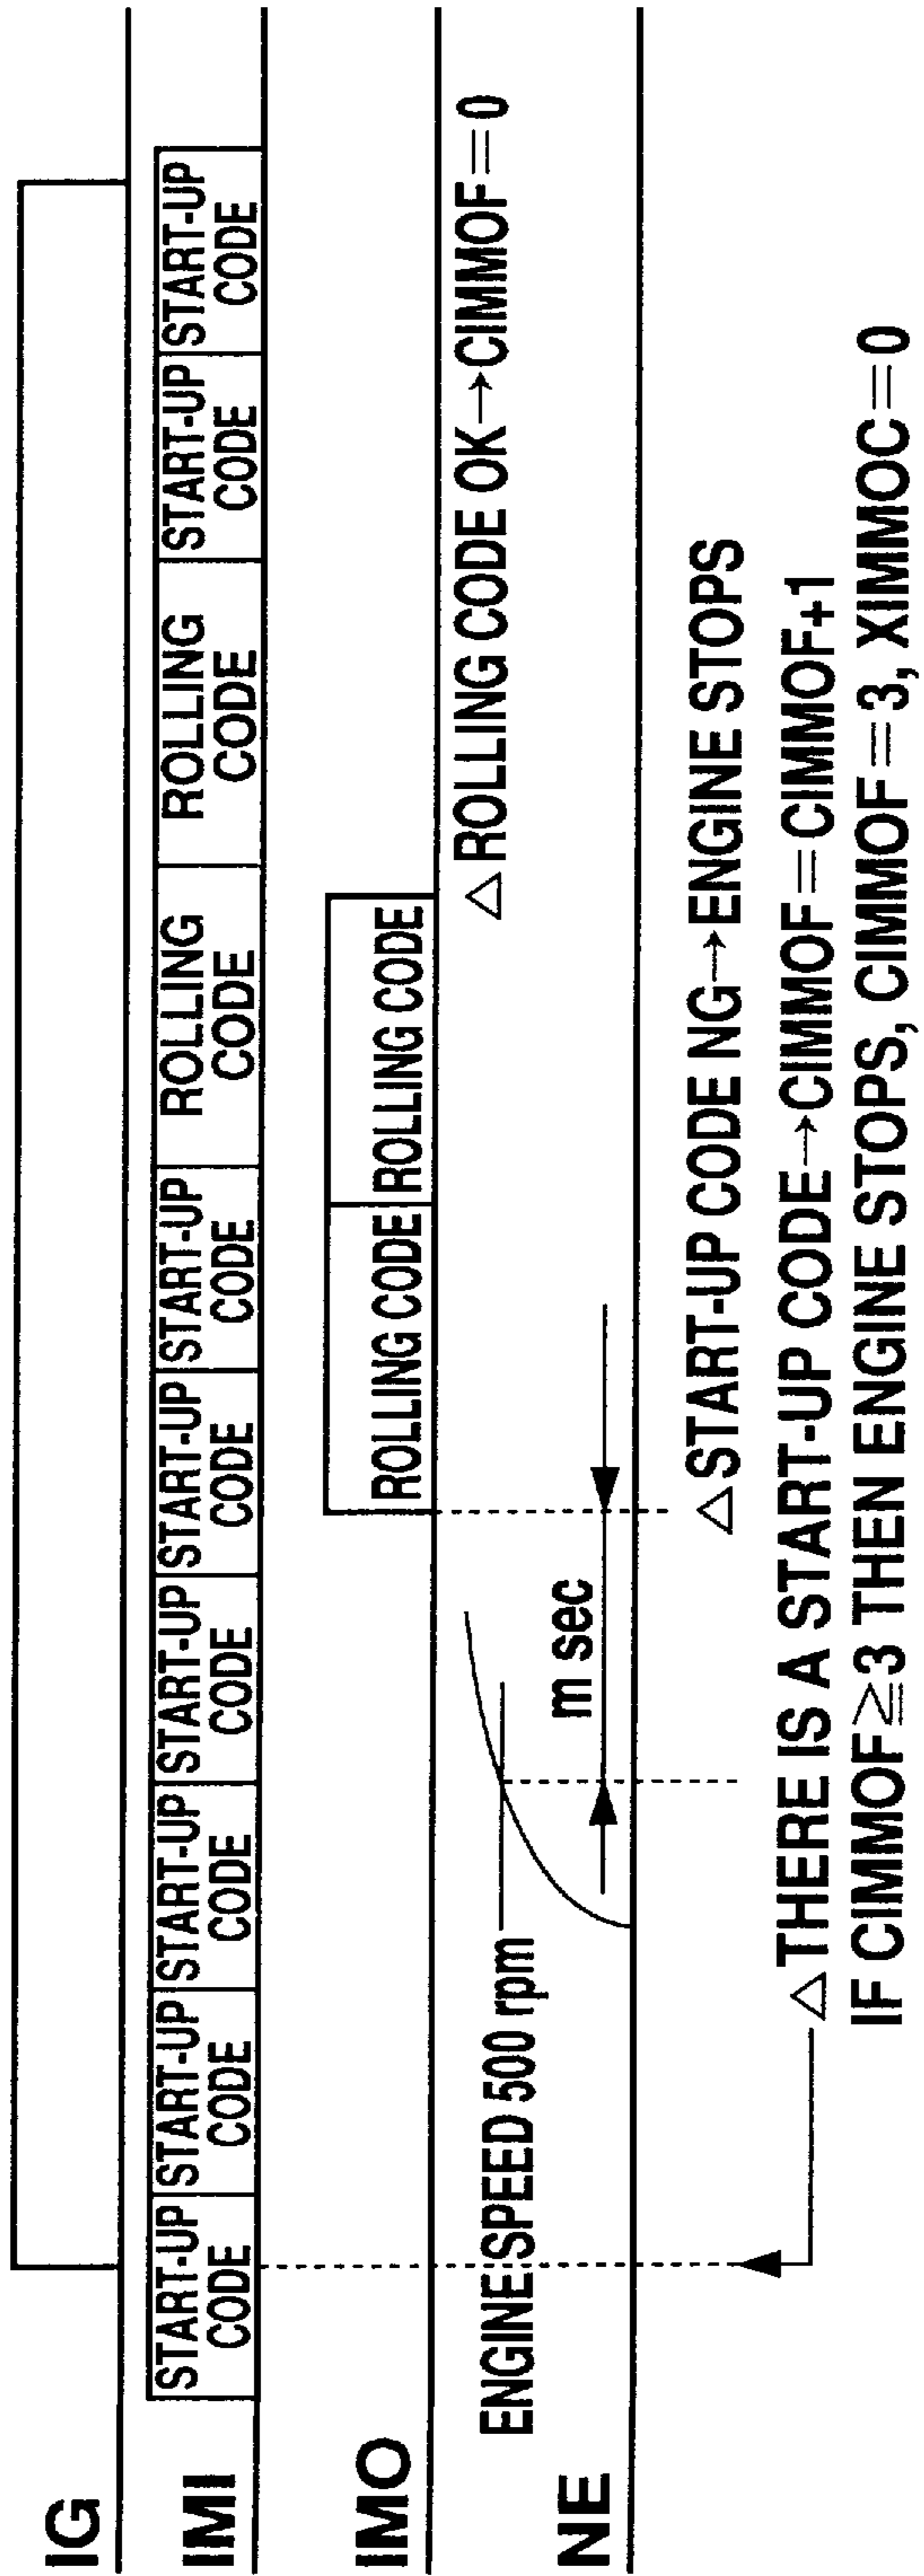 IG
IMI
START-UP
CODE
START-UP
CODE
START-UP
CODE
START-UP
CODE
START-UP
CODE
START-UP
CODE
ROLLING
CODE
ROLLING
CODE
START-UP
CODE
START-UP
CODE
IMO
ROLLING CODE
ROLLING CODE
△ ROLLING CODE OK→CIMMOF=0
NE
ENGINE SPEED 500 rpm
m sec
△ START-UP CODE NG→ENGINE STOPS
△ THERE IS A START-UP CODE→CIMMOF=CIMMOF+1
IF CIMMOF≧3 THEN ENGINE STOPS, CIMMOF=3, XIMMOC=0